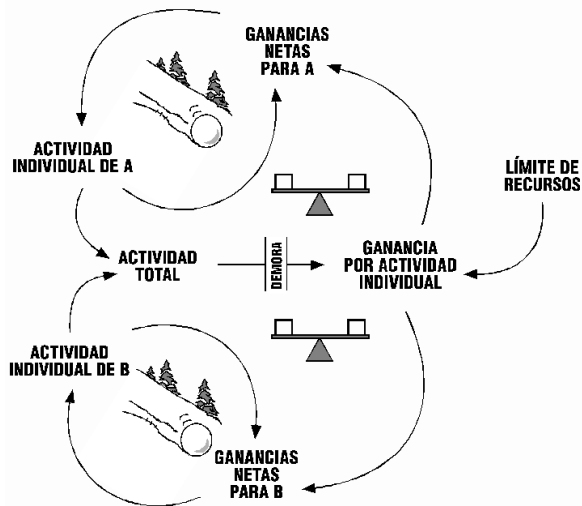 GANANCIAS
NETAS
PARA A
ACTIVIDAD
INDIVIDUAL DE A
LÍMITE DE
RECURSOS
ACTIVIDAD
TOTAL
DEMORA
GANANCIA
POR ACTIVIDAD
INDIVIDUAL
ACTIVIDAD
INDIVIDUAL DE B
GANANCIAS
NETAS
PARA B